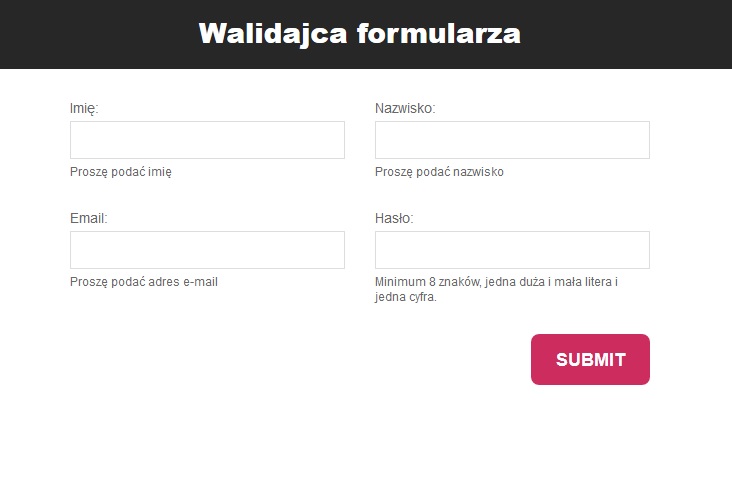 Walidajca formularza
Imię:
Nazwisko:
Proszę podać imię
Proszę podać nazwisko
Email:
Hasło:
Proszę podać adres e-mail
Minimum 8 znaków, jedna duża i mała litera i
jedna cyfra.
SUBMIT